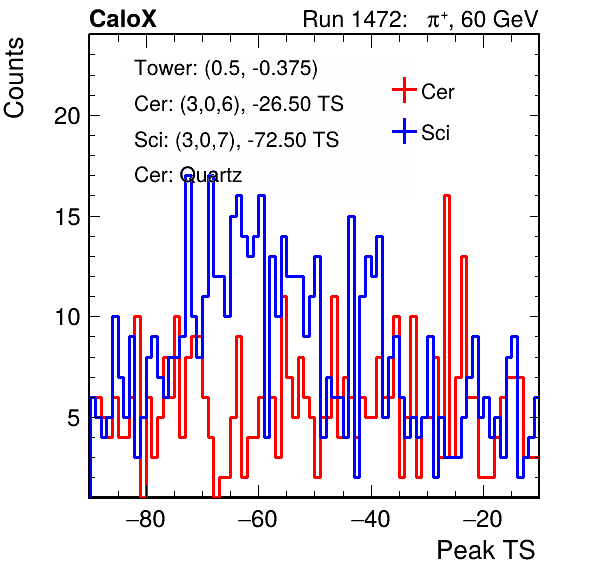 CaloX Run 1472: π⁺, 60 GeV
Counts
Tower: (0.5, -0.375)
Cer: (3,0,6), -26.50 TS
Sci: (3,0,7), -72.50 TS
Cer: Quartz
Cer
Sci
20
15
10
5
−80 −60 −40 −20
Peak TS